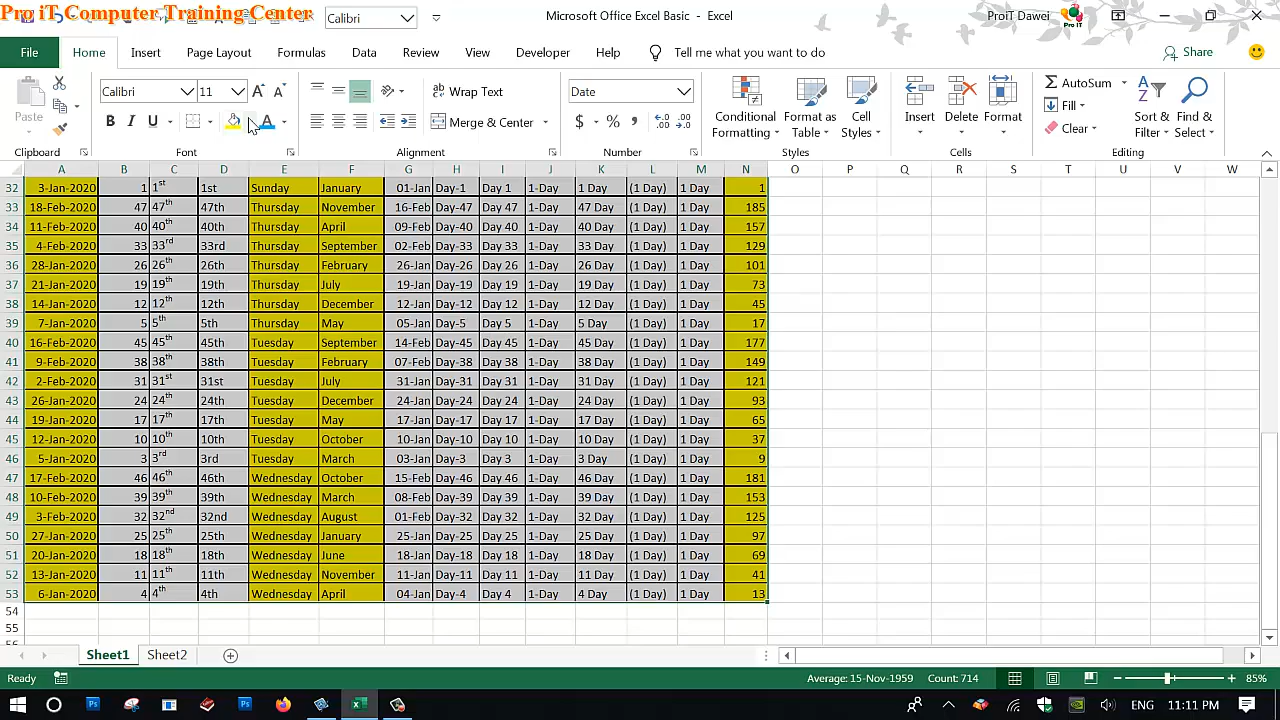 Pro iT Computer Training Center
Calibri
Microsoft Office Excel Basic - Excel
ProiT Dawei
Pro IT
File Home Insert Page Layout Formulas Data Review View Developer Help Tell me what you want to do Share
Paste
Calibri 11
B I U A
Wrap Text
Merge & Center
Date
$ % ,
Conditional Formatting
Format as Table
Cell Styles
Insert
Delete
Format
AutoSum
Fill
Clear
Sort & Filter
Find & Select
Clipboard Font Alignment Number Styles Cells Editing
A B C D E F G H I J K L M N O P Q R S T U V W
32 3-Jan-2020 1 1st 1st Sunday January 01-Jan Day-1 Day 1 1-Day 1 Day (1 Day) 1 Day 1
33 18-Feb-2020 47 47th 47th Thursday November 16-Feb Day-47 Day 47 1-Day 47 Day (1 Day) 1 Day 185
34 11-Feb-2020 40 40th 40th Thursday April 09-Feb Day-40 Day 40 1-Day 40 Day (1 Day) 1 Day 157
35 4-Feb-2020 33 33rd 33rd Thursday September 02-Feb Day-33 Day 33 1-Day 33 Day (1 Day) 1 Day 129
36 28-Jan-2020 26 26th 26th Thursday February 26-Jan Day-26 Day 26 1-Day 26 Day (1 Day) 1 Day 101
37 21-Jan-2020 19 19th 19th Thursday July 19-Jan Day-19 Day 19 1-Day 19 Day (1 Day) 1 Day 73
38 14-Jan-2020 12 12th 12th Thursday December 12-Jan Day-12 Day 12 1-Day 12 Day (1 Day) 1 Day 45
39 7-Jan-2020 5 5th 5th Thursday May 05-Jan Day-5 Day 5 1-Day 5 Day (1 Day) 1 Day 17
40 16-Feb-2020 45 45th 45th Tuesday September 14-Feb Day-45 Day 45 1-Day 45 Day (1 Day) 1 Day 177
41 9-Feb-2020 38 38th 38th Tuesday February 07-Feb Day-38 Day 38 1-Day 38 Day (1 Day) 1 Day 149
42 2-Feb-2020 31 31st 31st Tuesday July 31-Jan Day-31 Day 31 1-Day 31 Day (1 Day) 1 Day 121
43 26-Jan-2020 24 24th 24th Tuesday December 24-Jan Day-24 Day 24 1-Day 24 Day (1 Day) 1 Day 93
44 19-Jan-2020 17 17th 17th Tuesday May 17-Jan Day-17 Day 17 1-Day 17 Day (1 Day) 1 Day 65
45 12-Jan-2020 10 10th 10th Tuesday October 10-Jan Day-10 Day 10 1-Day 10 Day (1 Day) 1 Day 37
46 5-Jan-2020 3 3rd 3rd Tuesday March 03-Jan Day-3 Day 3 1-Day 3 Day (1 Day) 1 Day 9
47 17-Feb-2020 46 46th 46th Wednesday October 15-Feb Day-46 Day 46 1-Day 46 Day (1 Day) 1 Day 181
48 10-Feb-2020 39 39th 39th Wednesday March 08-Feb Day-39 Day 39 1-Day 39 Day (1 Day) 1 Day 153
49 3-Feb-2020 32 32nd 32nd Wednesday August 01-Feb Day-32 Day 32 1-Day 32 Day (1 Day) 1 Day 125
50 27-Jan-2020 25 25th 25th Wednesday January 25-Jan Day-25 Day 25 1-Day 25 Day (1 Day) 1 Day 97
51 20-Jan-2020 18 18th 18th Wednesday June 18-Jan Day-18 Day 18 1-Day 18 Day (1 Day) 1 Day 69
52 13-Jan-2020 11 11th 11th Wednesday November 11-Jan Day-11 Day 11 1-Day 11 Day (1 Day) 1 Day 41
53 6-Jan-2020 4 4th 4th Wednesday April 04-Jan Day-4 Day 4 1-Day 4 Day (1 Day) 1 Day 13
54
55
56
Sheet1 Sheet2
Ready Average: 15-Nov-1959 Count: 714 85%
ENG 11:11 PM